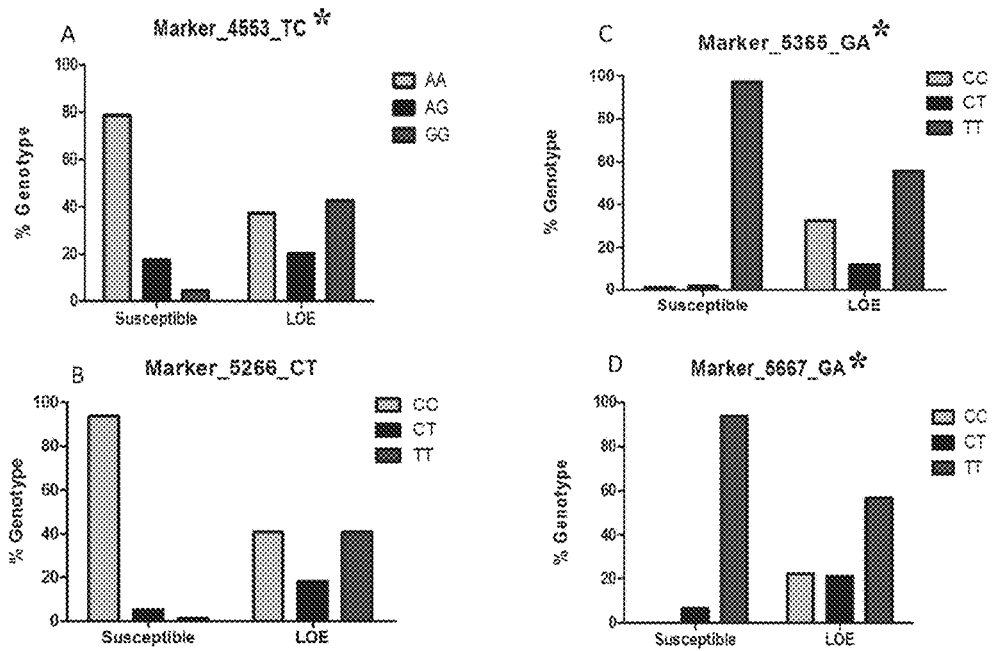 A
Marker_4553_TC *
AA
AG
GG
% Genotype
100
80
60
40
20
0
Susceptible
LOE
C
Marker_5365_GA *
CC
CT
TT
% Genotype
100
80
60
40
20
0
Susceptible
LOE
B
Marker_5266_CT
CC
CT
TT
% Genotype
100
80
60
40
20
0
Susceptible
LOE
D
Marker_5667_GA *
CC
CT
TT
% Genotype
100
80
60
40
20
0
Susceptible
LOE